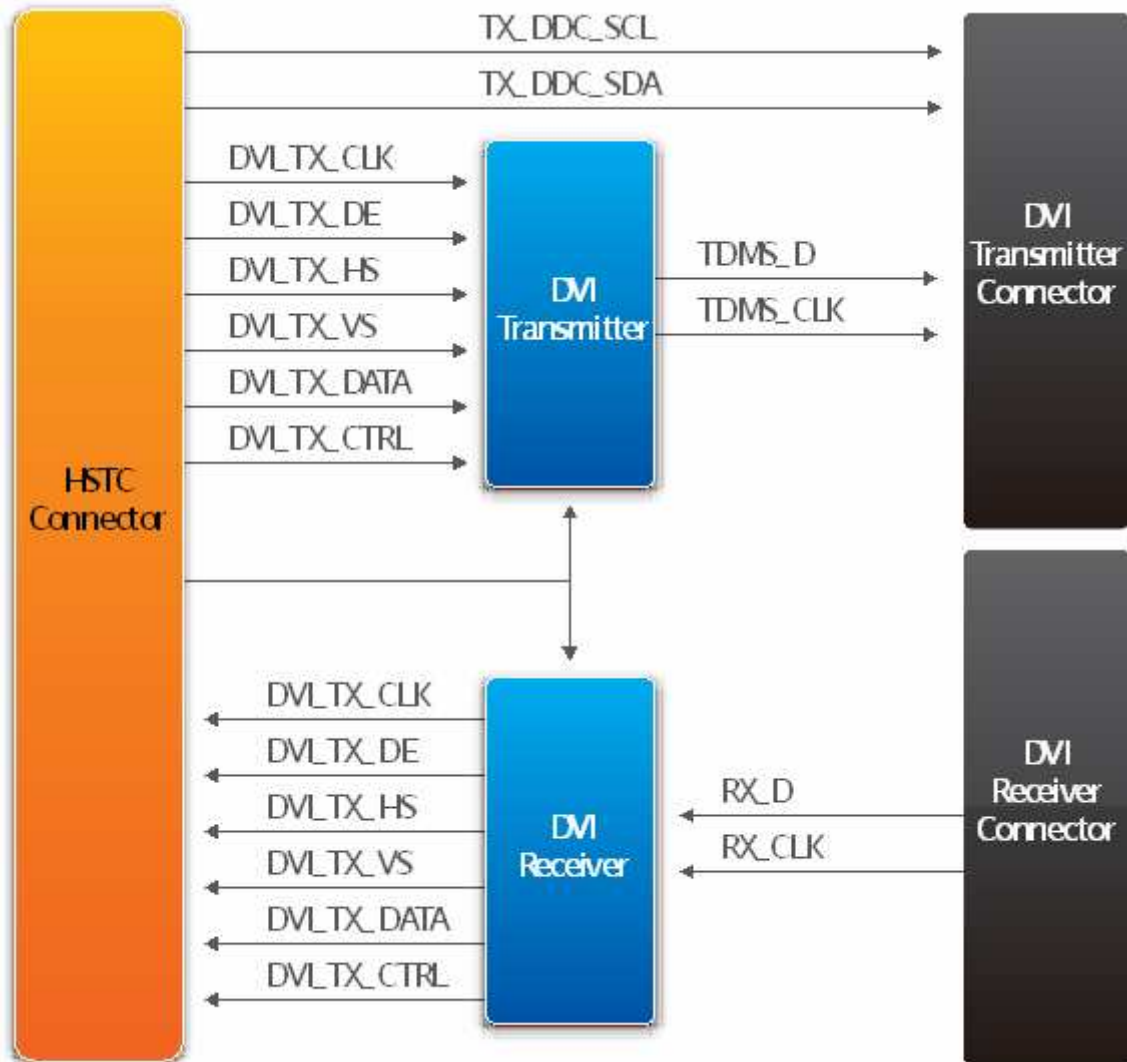 TX_DDC_SCL
TX_DDC_SDA
DVI_TX_CLK
DVI_TX_DE
DVI_TX_HS
DVI_TX_VS
DVI_TX_DATA
DVI_TX_CTRL
DVI
Transmitter
TDMS_D
TDMS_CLK
DVI
Transmitter
Connector
HSTC
Connector
DVI_TX_CLK
DVI_TX_DE
DVI_TX_HS
DVI_TX_VS
DVI_TX_DATA
DVI_TX_CTRL
DVI
Receiver
RX_D
RX_CLK
DVI
Receiver
Connector